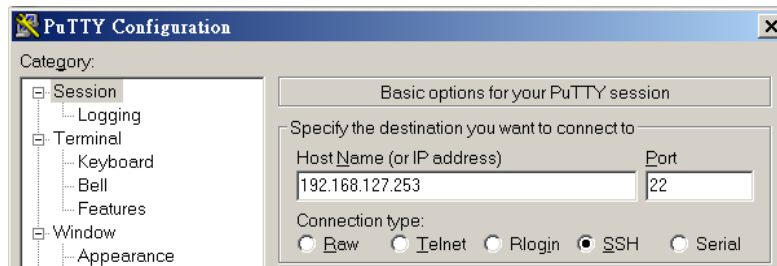 PuTTY Configuration
Category:
Session
Logging
Terminal
Keyboard
Bell
Features
Window
Appearance
Basic options for your PuTTY session
Specify the destination you want to connect to
Host Name (or IP address) Port
192.168.127.253 22
Connection type:
Raw Telnet Rlogin SSH Serial